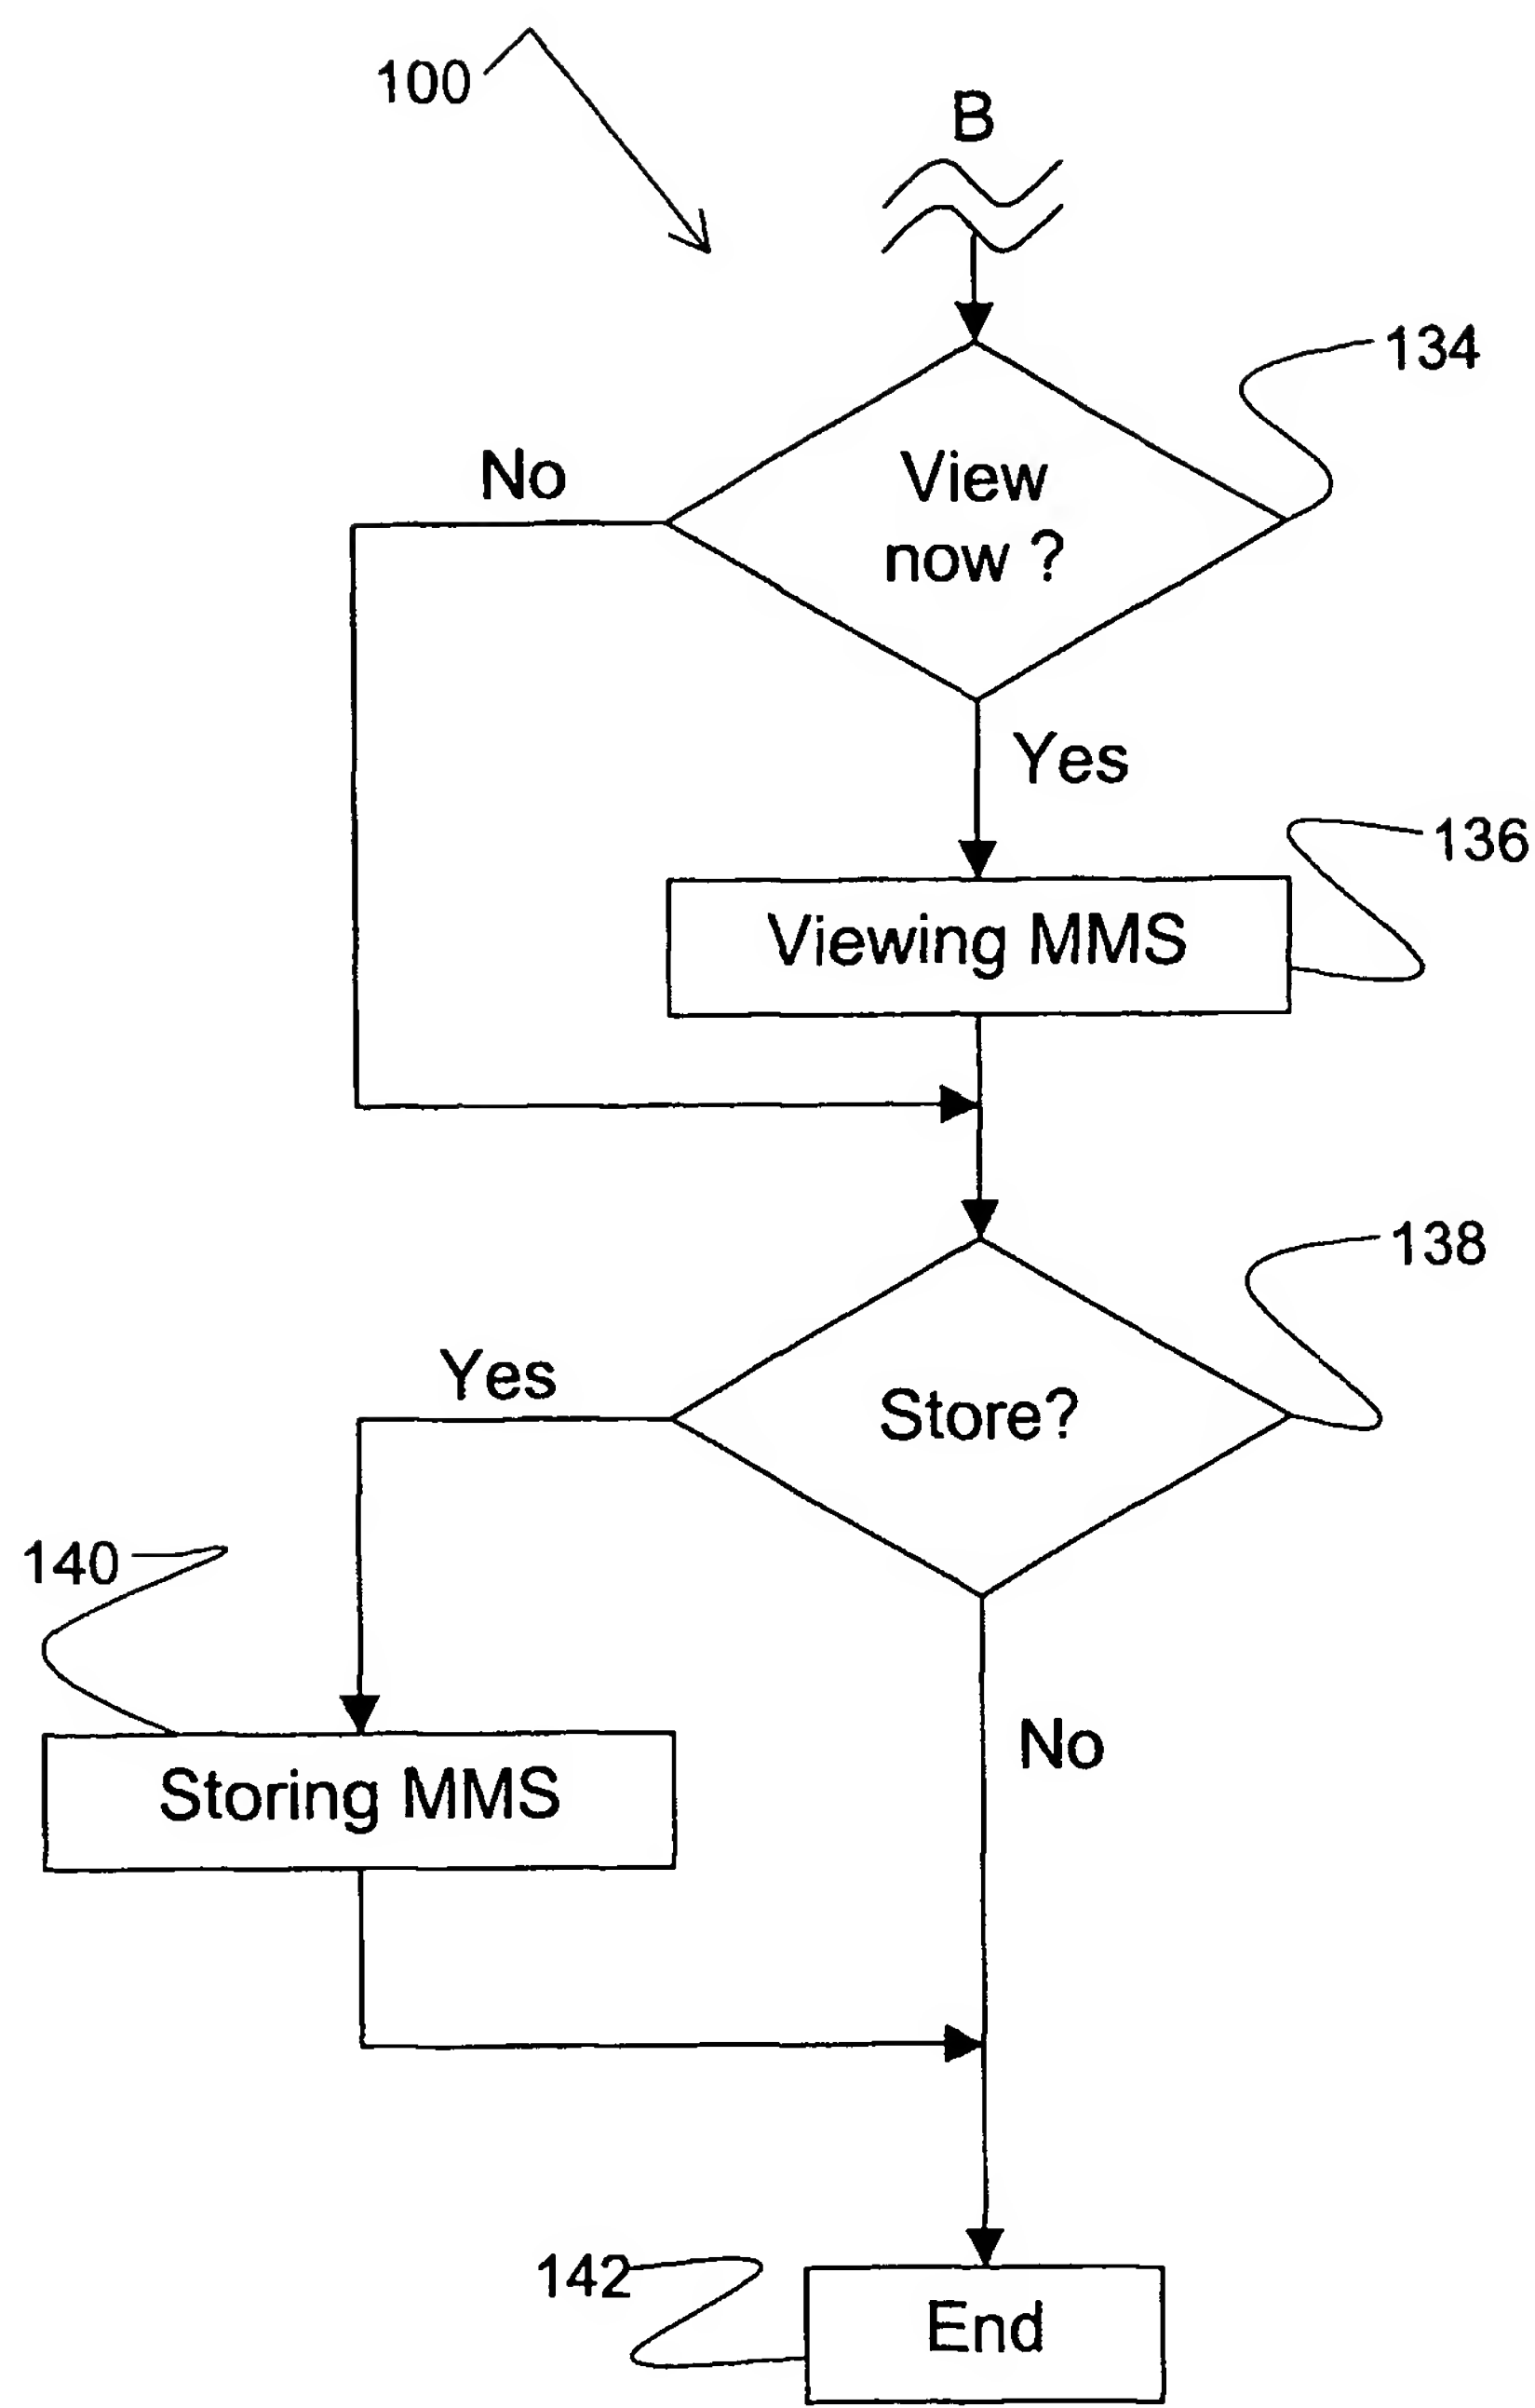 100
B
134
No
View
now ?
Yes
136
Viewing MMS
138
Yes
Store?
140
No
Storing MMS
142
End